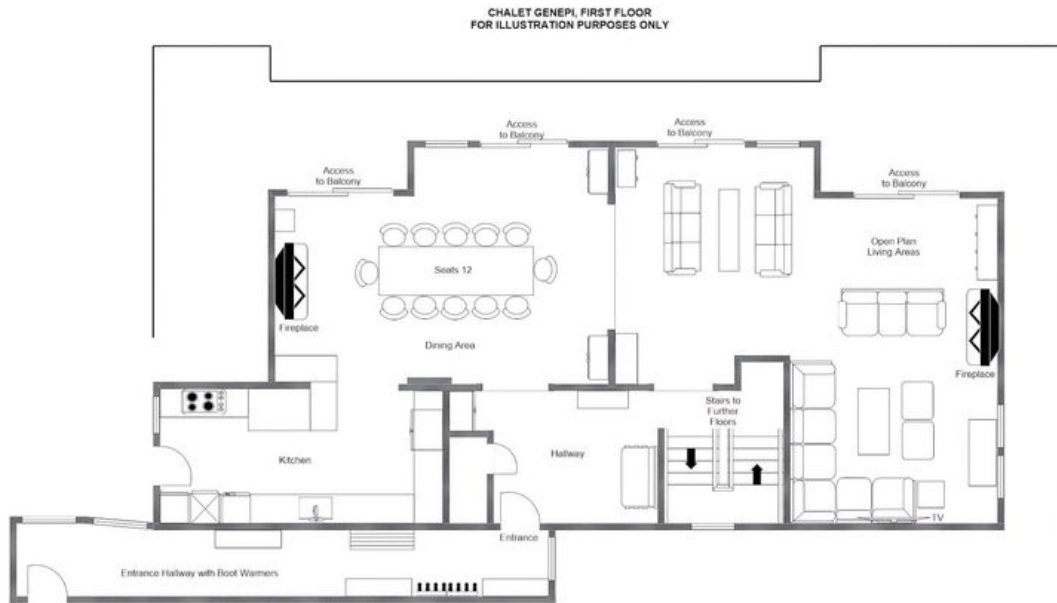 CHALET GENEPI, FIRST FLOOR
FOR ILLUSTRATION PURPOSES ONLY
Access
to Balcony
Access
to Balcony
Access
to Balcony
Access
to Balcony
Seats 12
Open Plan
Living Areas
Fireplace
Dining Area
Fireplace
Stairs to
Further
Floors
Kitchen
Hallway
TV
Entrance
Entrance Hallway with Boot Warmers